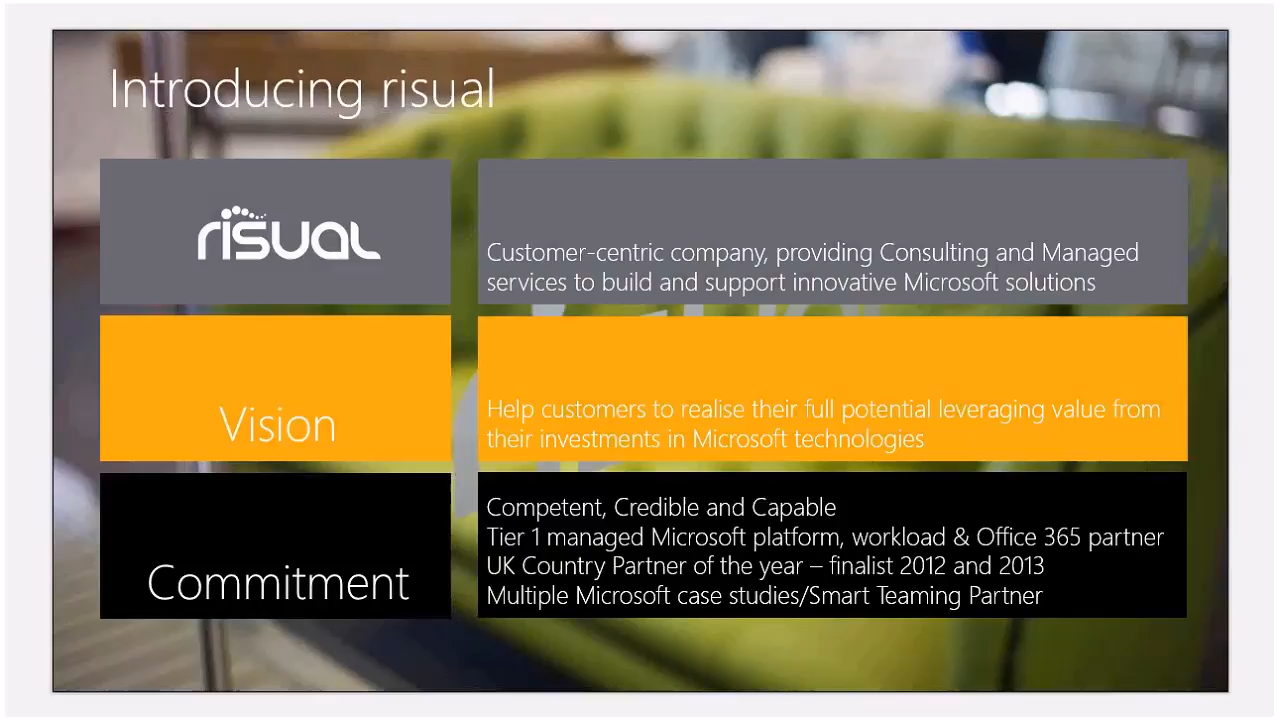 Introducing risual
risual
Customer-centric company, providing Consulting and Managed
services to build and support innovative Microsoft solutions
Vision
Help customers to realise their full potential leveraging value from
their investments in Microsoft technologies
Commitment
Competent, Credible and Capable
Tier 1 managed Microsoft platform, workload & Office 365 partner
UK Country Partner of the year – finalist 2012 and 2013
Multiple Microsoft case studies/Smart Teaming Partner